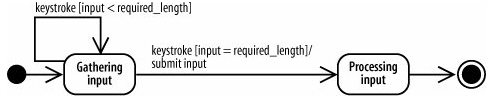 keystroke [input < required_length]
keystroke [input = required_length]/
submit input
Gathering
input
Processing
input